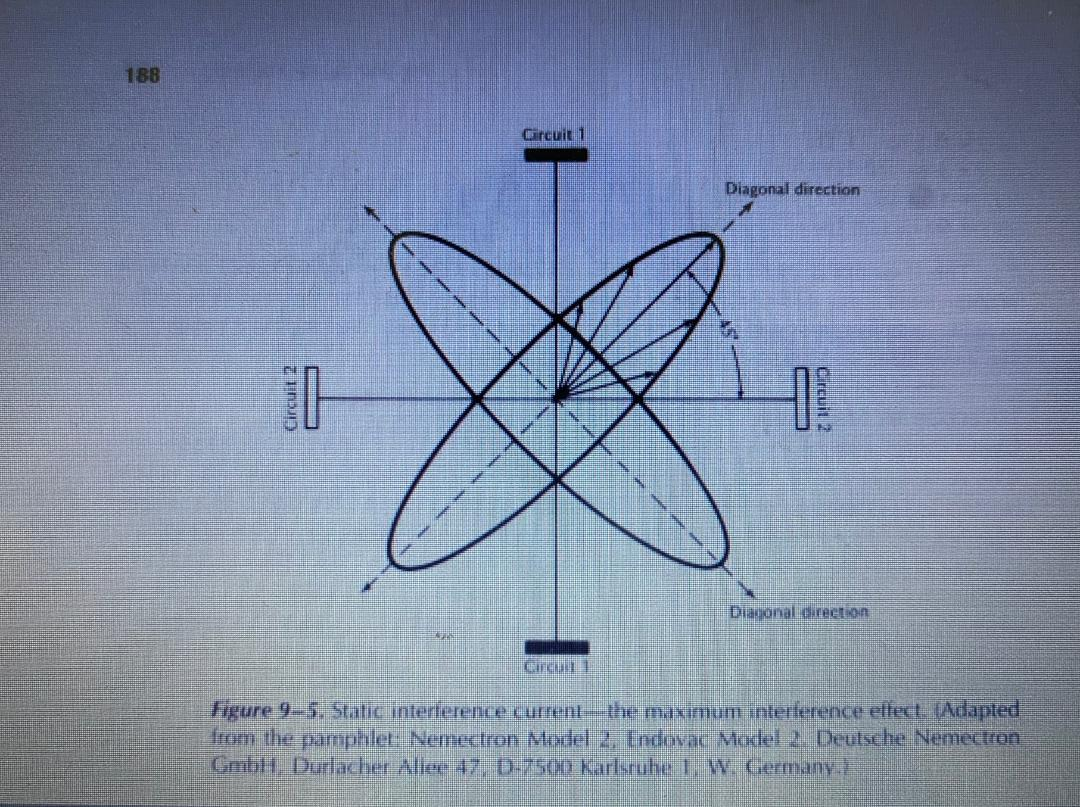 188
Circuit 1
Diagonal direction
45°
Circuit 2
Circuit 2
Diagonal direction
Circuit 1
Figure 9–5. Static interference current—the maximum interference effect. (Adapted
from the pamphlet: Nemectron Model 2, Endovac Model 2. Deutsche Nemectron
GmbH, Durlacher Allee 47, D-7500 Karlsruhe 1, W. Germany.)